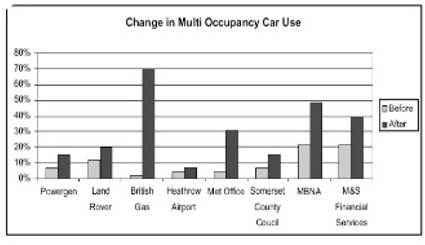 Change in Multi Occupancy Car Use
80%
70%
60%
50%
40%
30%
20%
10%
0%
Before
After
Powergen Land British Heathrow Met Office Somerset MBNA M&S
Rover Gas Airport County Financial
Coucil Services